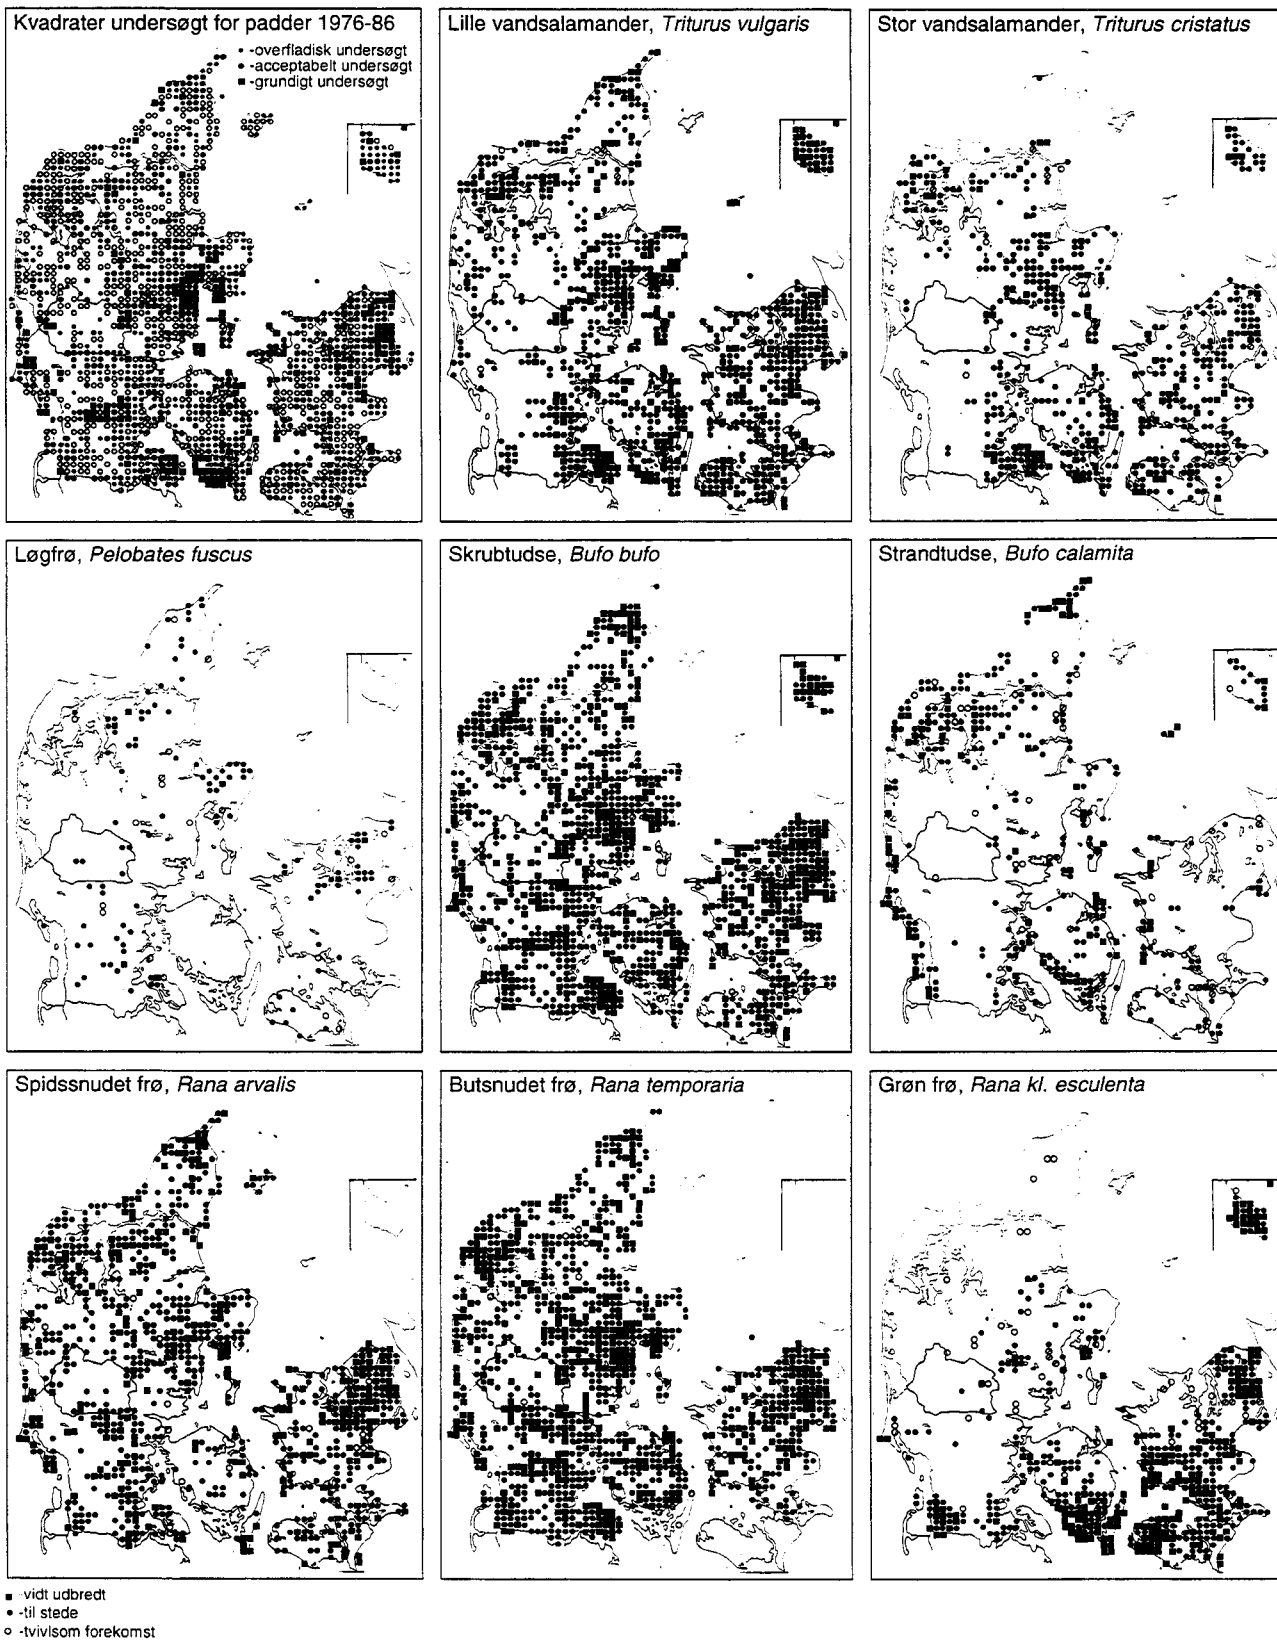 Kvadrater undersøgt for padder 1976-86
-overfladisk undersøgt
-acceptabelt undersøgt
-grundigt undersøgt
Lille vandsalamander, Triturus vulgaris
Stor vandsalamander, Triturus cristatus
Løgfrø, Pelobates fuscus
Skrubtudse, Bufo bufo
Strandtudse, Bufo calamita
Spidssnudet frø, Rana arvalis
Butsnudet frø, Rana temporaria
Grøn frø, Rana kl. esculenta
-vidt udbredt
-til stede
-tvivlsom forekomst